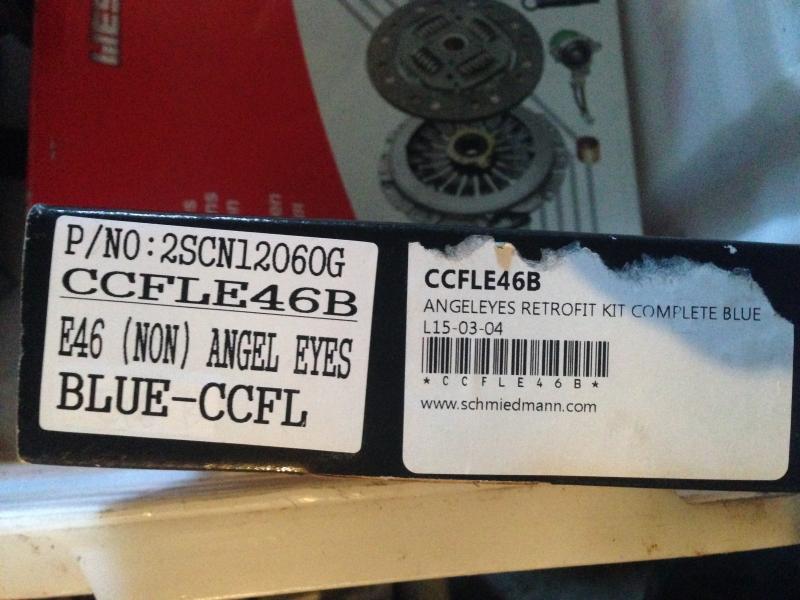 P/NO:2SCN12060G
CCFLE46B
E46 (NON) ANGEL EYES
BLUE-CCFL
CCFLE46B
ANGELEYES RETROFIT KIT COMPLETE BLUE
L15-03-04
*CCFLE46B*
www.schmiedmann.com